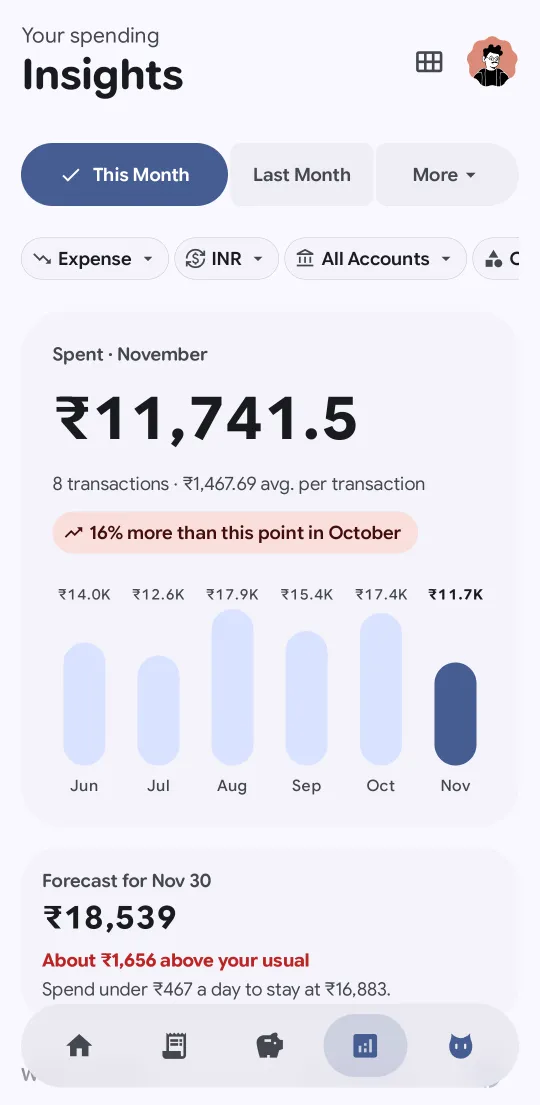 Your spending
Insights
This Month
Last Month
More
Expense
INR
All Accounts
Spent · November
₹11,741.5
8 transactions · ₹1,467.69 avg. per transaction
16% more than this point in October
₹14.0K ₹12.6K ₹17.9K ₹15.4K ₹17.4K ₹11.7K
Jun Jul Aug Sep Oct Nov
Forecast for Nov 30
₹18,539
About ₹1,656 above your usual
Spend under ₹467 a day to stay at ₹16,883.